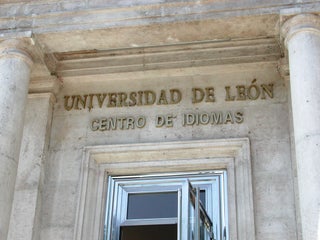 UNIVERSIDAD DE LEÓN
CENTRO DE IDIOMAS